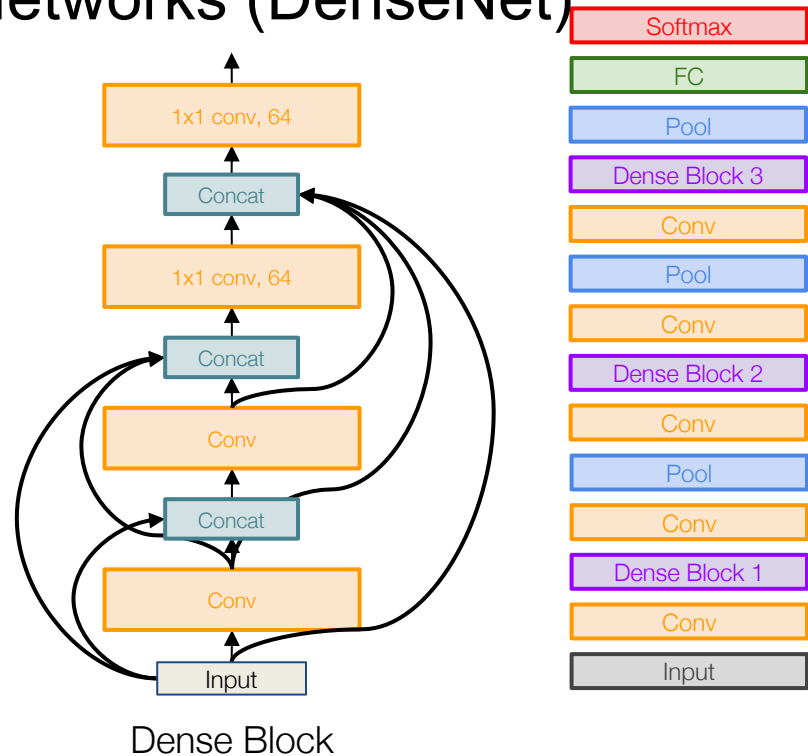 etworks (DenseNet)
1x1 conv, 64
Concat
1x1 conv, 64
Concat
Conv
Concat
Conv
Input
Dense Block
Softmax
FC
Pool
Dense Block 3
Conv
Pool
Conv
Dense Block 2
Conv
Pool
Conv
Dense Block 1
Conv
Input